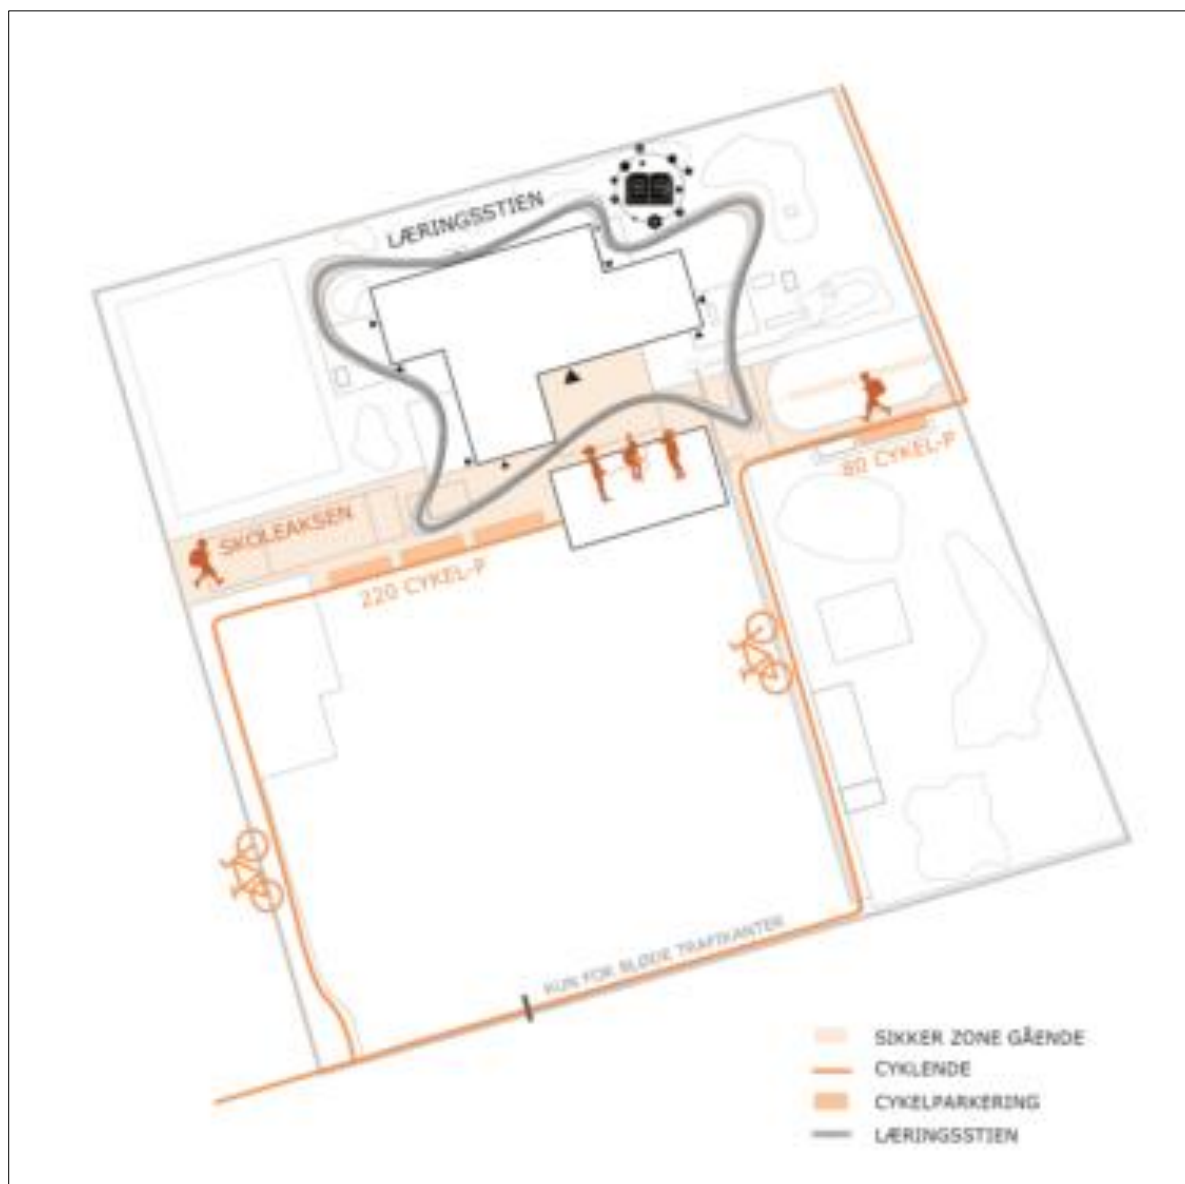 LÆRINGSSTIEN
80 CYKEL-P
SKOLEAKSEN
220 CYKEL-P
KUN FOR BLØDE TRAFIKANTER
SIKKER ZONE GÅENDE
CYKLENDE
CYKELPARKERING
LÆRINGSSTIEN